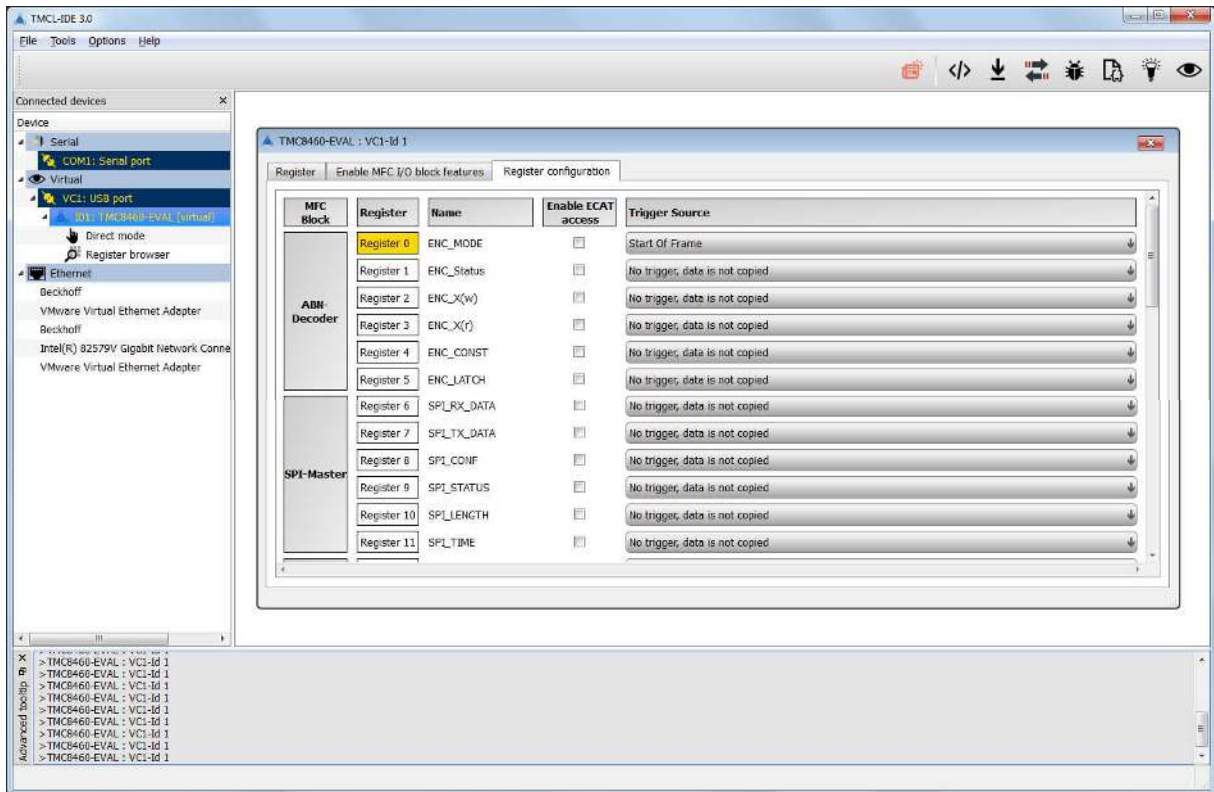 TMCL-IDE 3.0
File Tools Options Help
Connected devices
Device
Serial
COM1: Serial port
Virtual
VC1: USB port
ID1: TMC8460-EVAL [virtual]
Direct mode
Register browser
Ethernet
Beckhoff
VMware Virtual Ethernet Adapter
Beckhoff
Intel(R) 82579V Gigabit Network Conne
VMware Virtual Ethernet Adapter
TMC8460-EVAL : VC1-Id 1
Register Enable MFC I/O block features Register configuration
MFC Block Register Name Enable ECAT access Trigger Source
ABN-Decoder
Register 0 ENC_MODE Start Of Frame
Register 1 ENC_Status No trigger, data is not copied
Register 2 ENC_X(w) No trigger, data is not copied
Register 3 ENC_X(r) No trigger, data is not copied
Register 4 ENC_CONST No trigger, data is not copied
Register 5 ENC_LATCH No trigger, data is not copied
SPI-Master
Register 6 SPI_RX_DATA No trigger, data is not copied
Register 7 SPI_TX_DATA No trigger, data is not copied
Register 8 SPI_CONF No trigger, data is not copied
Register 9 SPI_STATUS No trigger, data is not copied
Register 10 SPI_LENGTH No trigger, data is not copied
Register 11 SPI_TIME No trigger, data is not copied
Advanced tooltip
>TMC8460-EVAL : VC1-Id 1
>TMC8460-EVAL : VC1-Id 1
>TMC8460-EVAL : VC1-Id 1
>TMC8460-EVAL : VC1-Id 1
>TMC8460-EVAL : VC1-Id 1
>TMC8460-EVAL : VC1-Id 1
>TMC8460-EVAL : VC1-Id 1
>TMC8460-EVAL : VC1-Id 1
>TMC8460-EVAL : VC1-Id 1